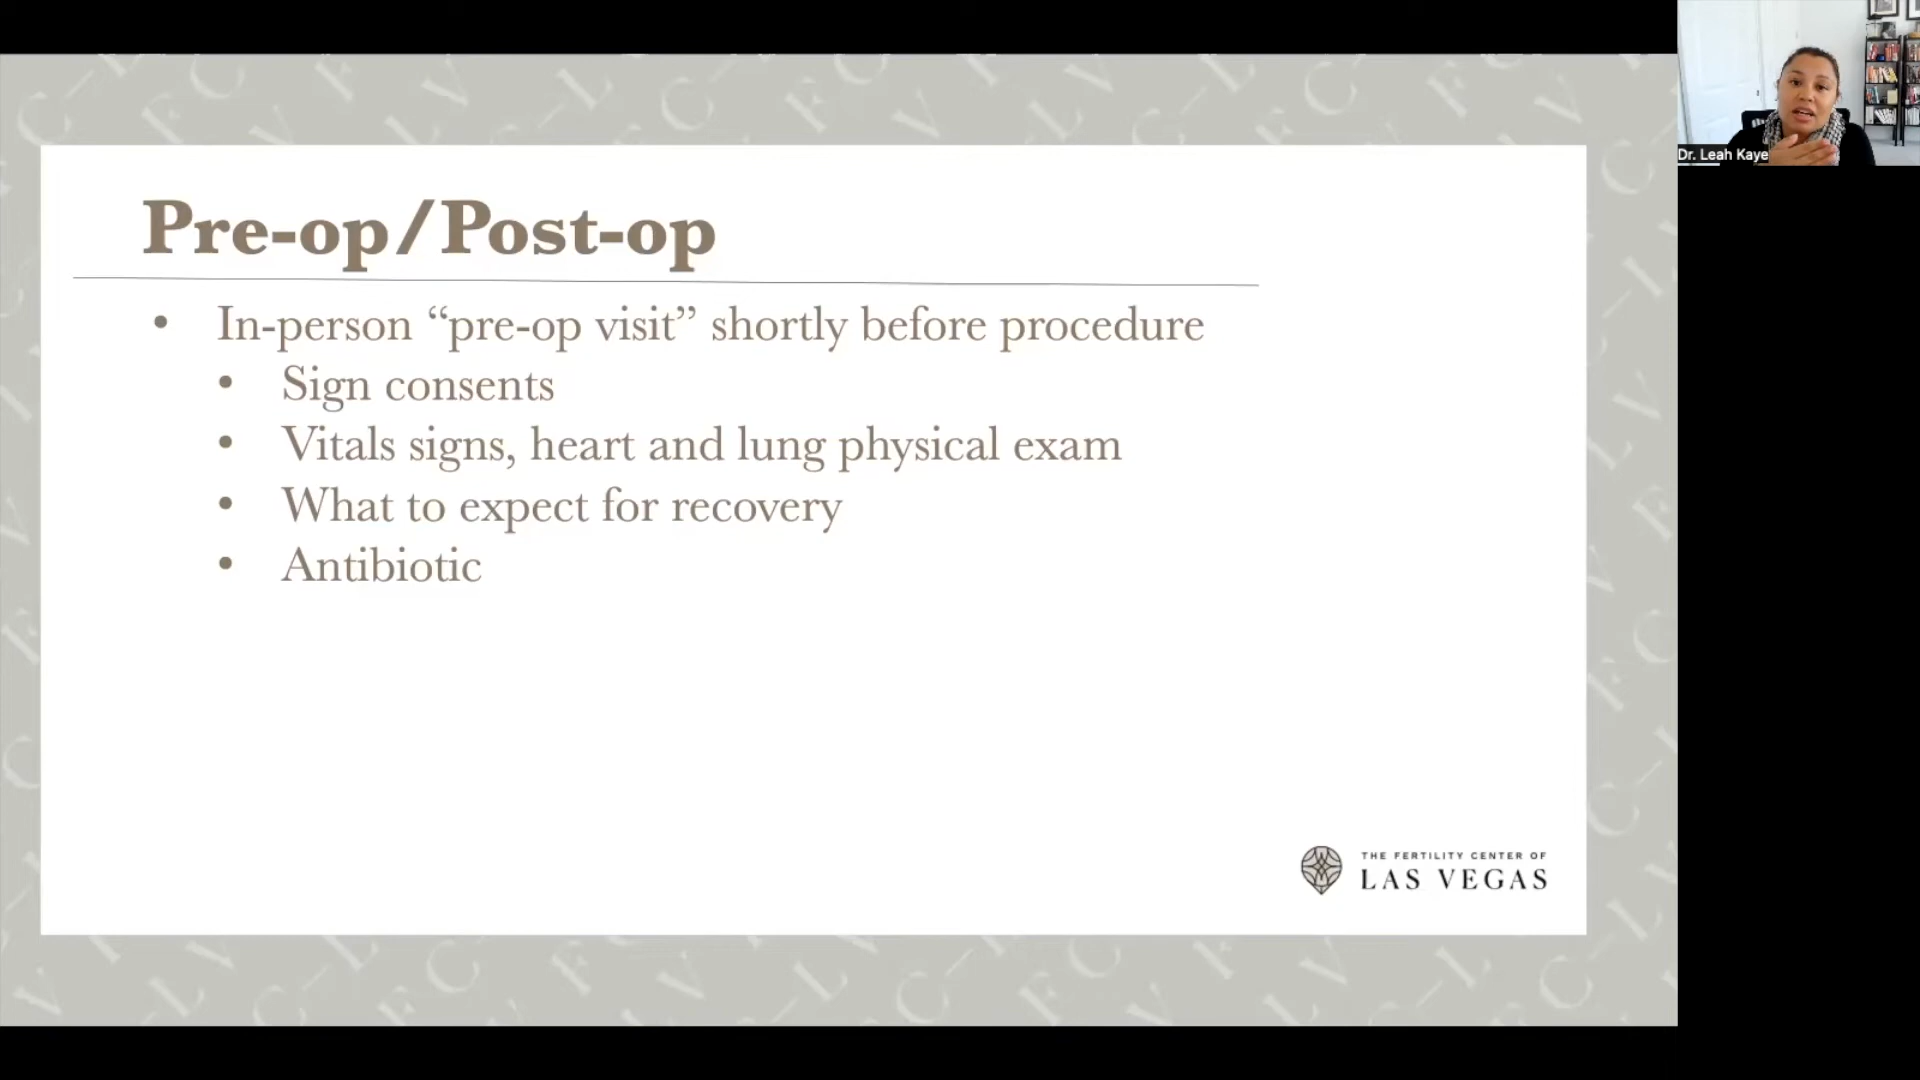 Pre-op/Post-op
• In-person “pre-op visit” shortly before procedure
• Sign consents
• Vitals signs, heart and lung physical exam
• What to expect for recovery
• Antibiotic
THE FERTILITY CENTER OF
LAS VEGAS
Dr. Leah Kaye